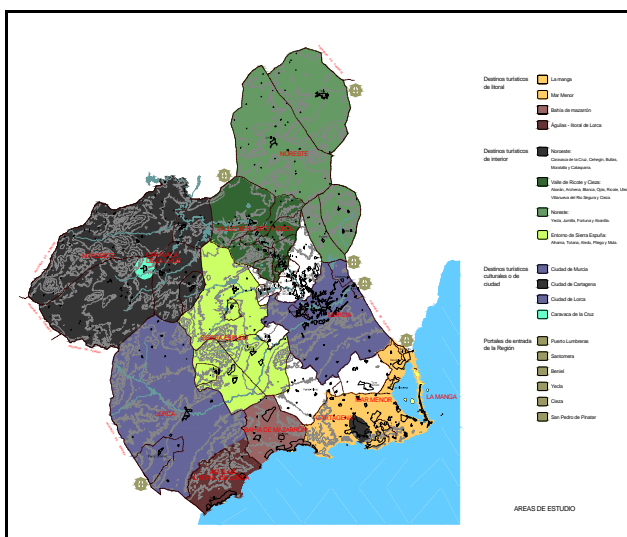 NORESTE
MURCIA
LORCA
CARTAGENA
MAR MENOR
LA MANGA
BAHIA DE MAZARRON
Destinos turísticos
de litoral
La manga
Mar Menor
Bahía de mazarrón
Águilas - litoral de Lorca
Destinos turísticos
de interior
Noroeste:
Caravaca de la Cruz, Cehegín, Bullas,
Moratalla y Calasparra.
Valle de Ricote y Cieza:
Abarán, Archena, Blanca, Ojós, Ricote, Ulea,
Villanueva del Río Segura y Cieza.
Noreste:
Yecla, Jumilla, Fortuna y Abanilla.
Entorno de Sierra Espuña:
Alhama, Totana, Aledo, Pliego y Mula.
Destinos turísticos
culturales o de
ciudad
Ciudad de Murcia
Ciudad de Cartagena
Ciudad de Lorca
Caravaca de la Cruz
Portales de entrada
de la Región
Puerto Lumbreras
Santomera
Beniel
Yecla
Cieza
San Pedro de Pinatar
AREAS DE ESTUDIO